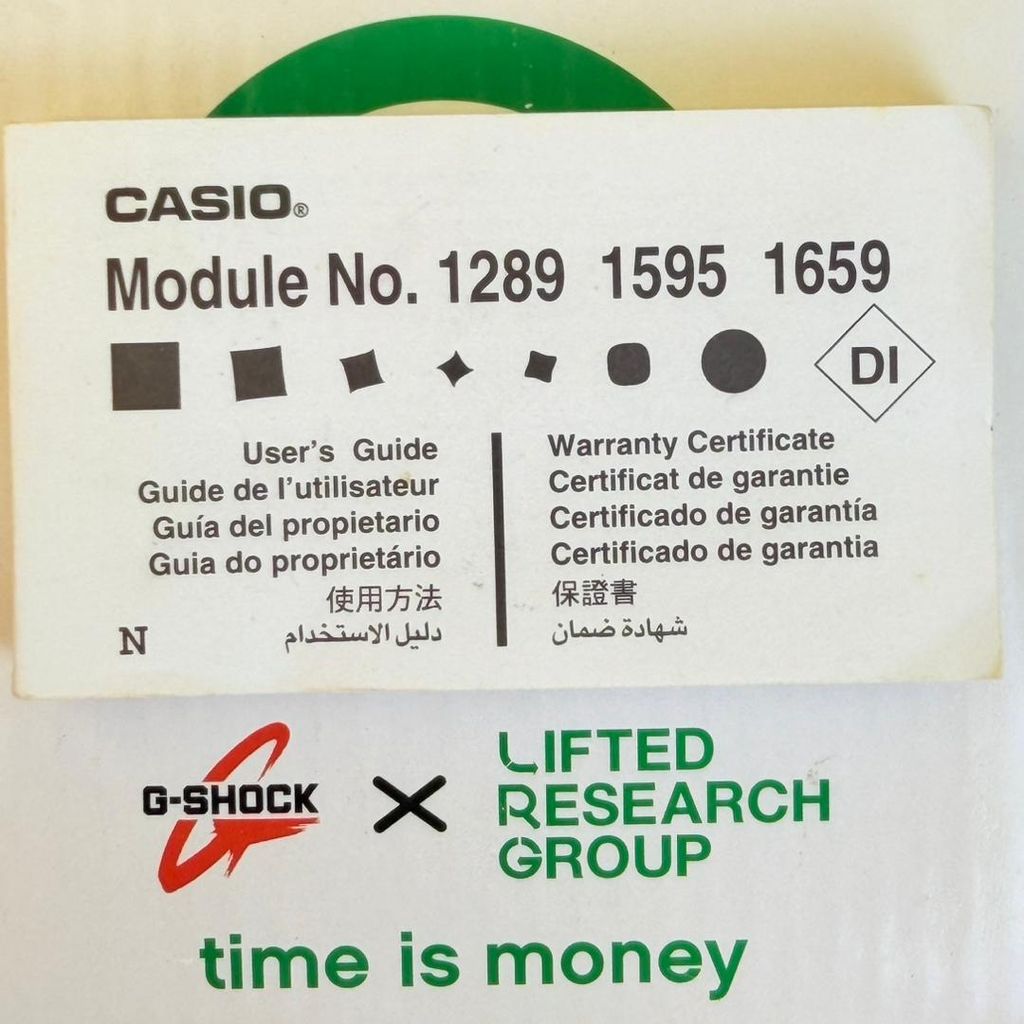 CASIO®
Module No. 1289 1595 1659
DI
User's Guide
Guide de l'utilisateur
Guía del propietario
Guia do proprietário
使用方法
دليل الاستخدام
N
Warranty Certificate
Certificat de garantie
Certificado de garantía
Certificado de garantia
保證書
شهادة ضمان
G-SHOCK
×
LIFTED
RESEARCH
GROUP
time is money